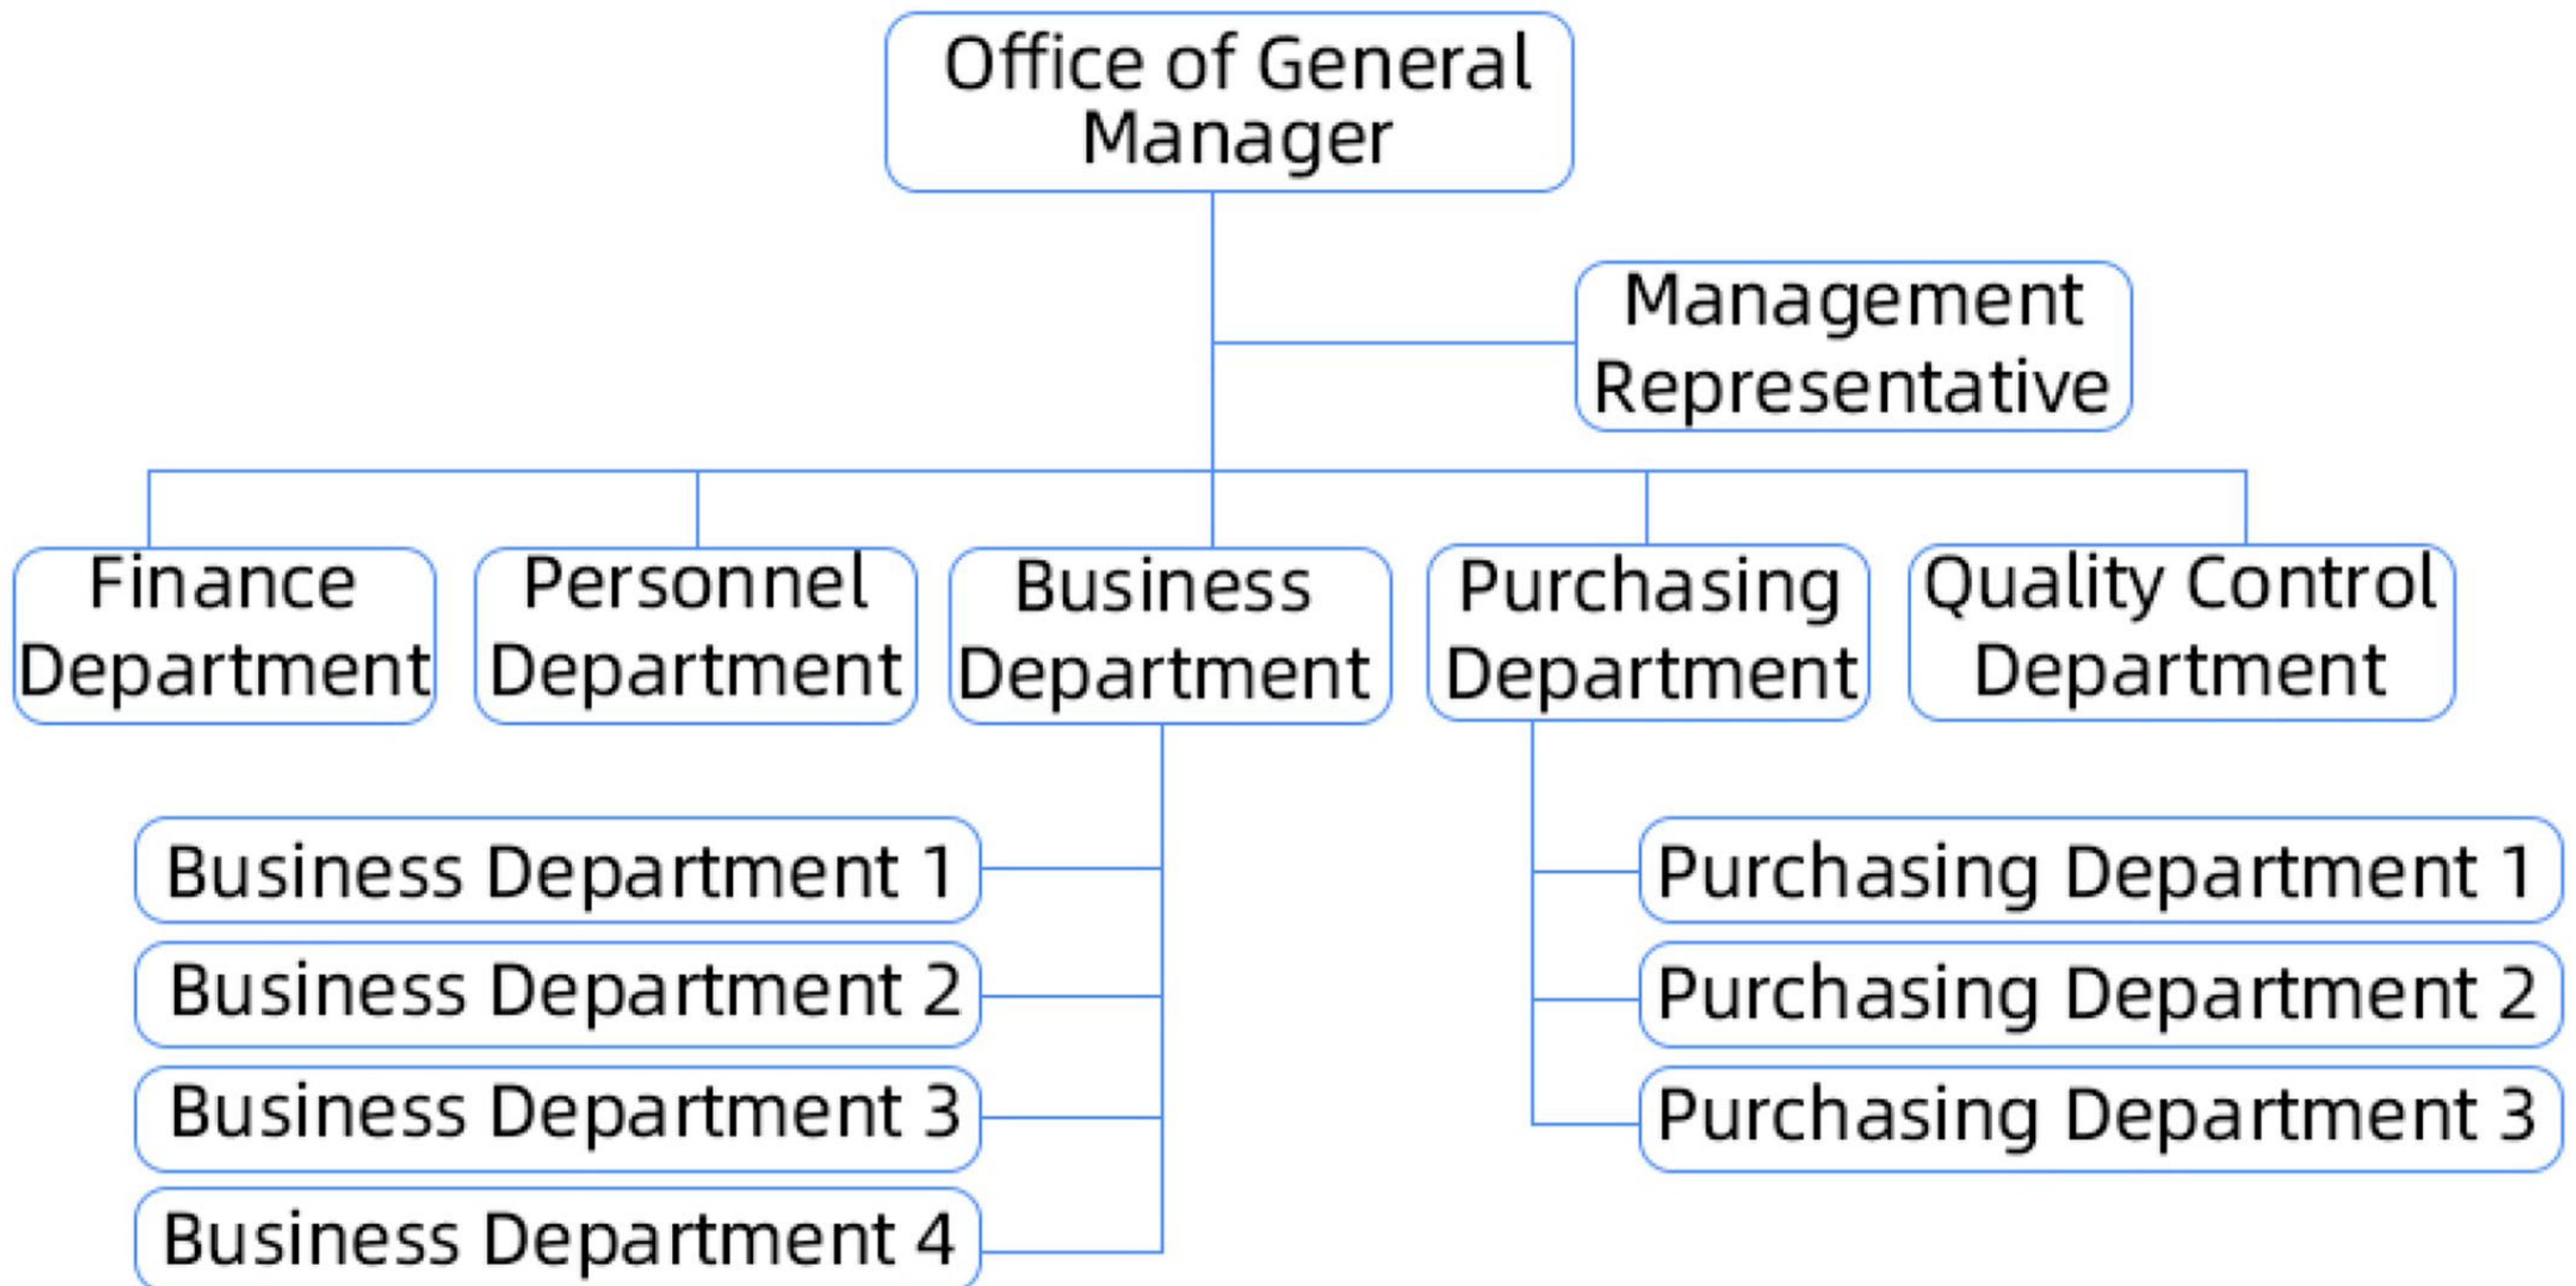 Office of General
Manager
Management
Representative
Finance
Department
Personnel
Department
Business
Department
Purchasing
Department
Quality Control
Department
Business Department 1
Business Department 2
Business Department 3
Business Department 4
Purchasing Department 1
Purchasing Department 2
Purchasing Department 3